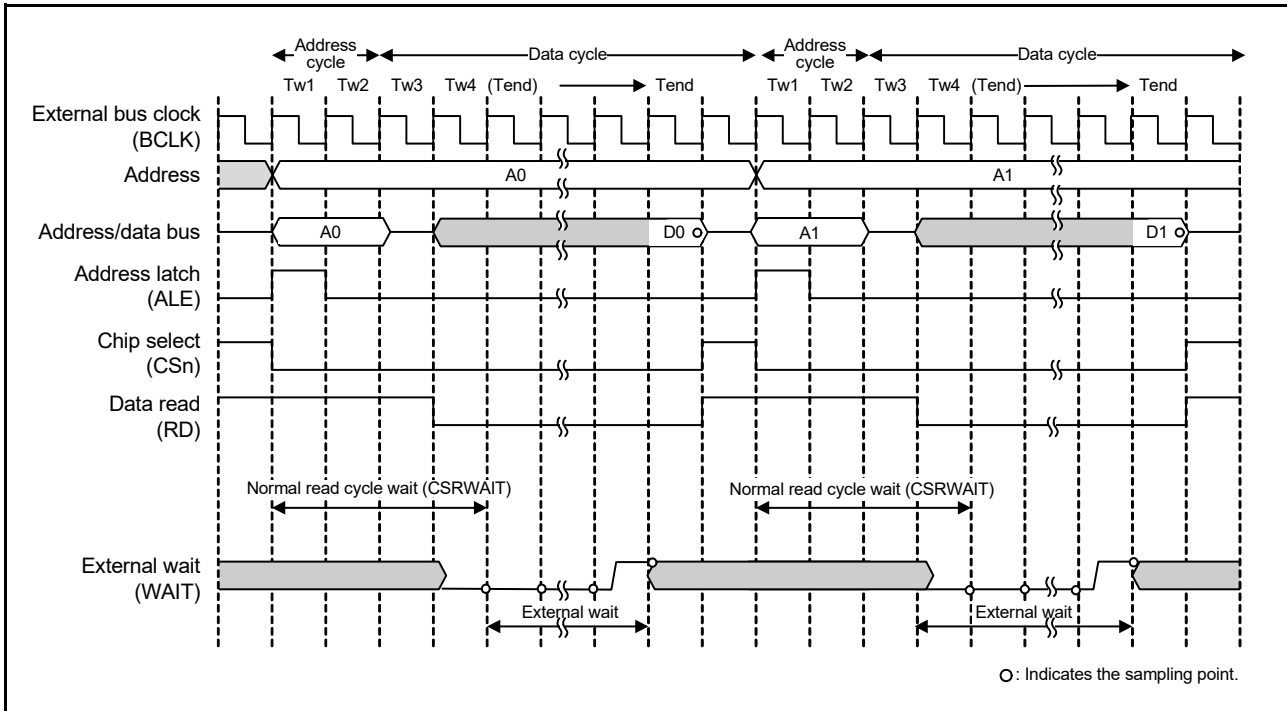 Address
cycle
Data cycle
Address
cycle
Data cycle
Tw1 Tw2 Tw3 Tw4 (Tend) Tend Tw1 Tw2 Tw3 Tw4 (Tend) Tend
External bus clock
(BCLK)
Address A0 A1
Address/data bus A0 D0 A1 D1
Address latch
(ALE)
Chip select
(CSn)
Data read
(RD)
Normal read cycle wait (CSRWAIT) Normal read cycle wait (CSRWAIT)
External wait
(WAIT)
External wait External wait
: Indicates the sampling point.